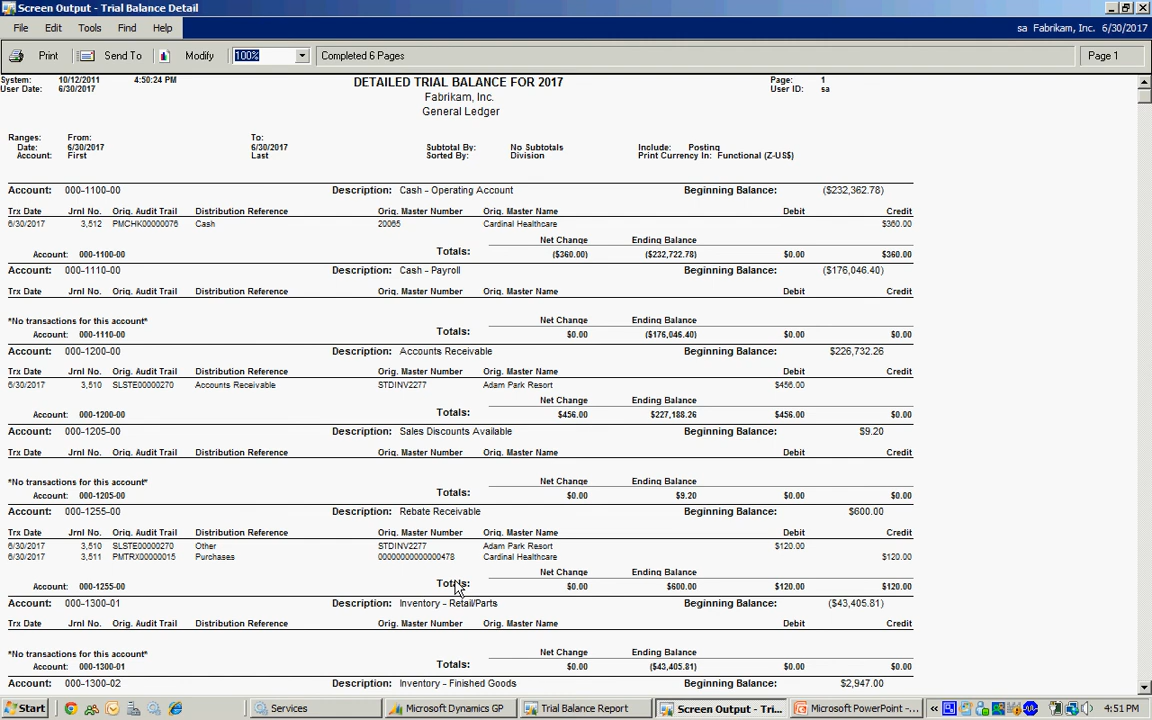 Screen Output - Trial Balance Detail
File Edit Tools Find Help sa Fabrikam, Inc. 6/30/2017
Print Send To Modify 100% Completed 6 Pages Page 1
System: 10/12/2011 4:50:24 PM DETAILED TRIAL BALANCE FOR 2017 Page: 1
User Date: 6/30/2017 Fabrikam, Inc. User ID: sa
General Ledger
Ranges: From: To:
Date: 6/30/2017 6/30/2017 Subtotal By: No Subtotals Include: Posting
Account: First Last Sorted By: Division Print Currency In: Functional (Z-US$)
Account: 000-1100-00 Description: Cash - Operating Account Beginning Balance: ($232,362.78)
Trx Date Jrnl No. Orig. Audit Trail Distribution Reference Orig. Master Number Orig. Master Name Debit Credit
6/30/2017 3,512 PMCHK00000076 Cash 20065 Cardinal Healthcare $360.00
Net Change Ending Balance
Account: 000-1100-00 Totals: ($360.00) ($232,722.78) $0.00 $360.00
Account: 000-1110-00 Description: Cash - Payroll Beginning Balance: ($176,046.40)
Trx Date Jrnl No. Orig. Audit Trail Distribution Reference Orig. Master Number Orig. Master Name Debit Credit
*No transactions for this account* Net Change Ending Balance
Account: 000-1110-00 Totals: $0.00 ($176,046.40) $0.00 $0.00
Account: 000-1200-00 Description: Accounts Receivable Beginning Balance: $226,732.26
Trx Date Jrnl No. Orig. Audit Trail Distribution Reference Orig. Master Number Orig. Master Name Debit Credit
6/30/2017 3,510 SLSTE00000270 Accounts Receivable STDINV2277 Adam Park Resort $456.00
Net Change Ending Balance
Account: 000-1200-00 Totals: $456.00 $227,188.26 $456.00 $0.00
Account: 000-1205-00 Description: Sales Discounts Available Beginning Balance: $9.20
Trx Date Jrnl No. Orig. Audit Trail Distribution Reference Orig. Master Number Orig. Master Name Debit Credit
*No transactions for this account* Net Change Ending Balance
Account: 000-1205-00 Totals: $0.00 $9.20 $0.00 $0.00
Account: 000-1255-00 Description: Rebate Receivable Beginning Balance: $600.00
Trx Date Jrnl No. Orig. Audit Trail Distribution Reference Orig. Master Number Orig. Master Name Debit Credit
6/30/2017 3,510 SLSTE00000270 Other STDINV2277 Adam Park Resort $120.00
6/30/2017 3,511 PMTRX00000015 Purchases 00000000000000478 Cardinal Healthcare $120.00
Net Change Ending Balance
Account: 000-1255-00 Totals: $0.00 $600.00 $120.00 $120.00
Account: 000-1300-01 Description: Inventory - Retail/Parts Beginning Balance: ($43,405.81)
Trx Date Jrnl No. Orig. Audit Trail Distribution Reference Orig. Master Number Orig. Master Name Debit Credit
*No transactions for this account* Net Change Ending Balance
Account: 000-1300-01 Totals: $0.00 ($43,405.81) $0.00 $0.00
Account: 000-1300-02 Description: Inventory - Finished Goods Beginning Balance: $2,947.00
Start Services Microsoft Dynamics GP Trial Balance Report Screen Output - Tri... Microsoft PowerPoint -... 4:51 PM